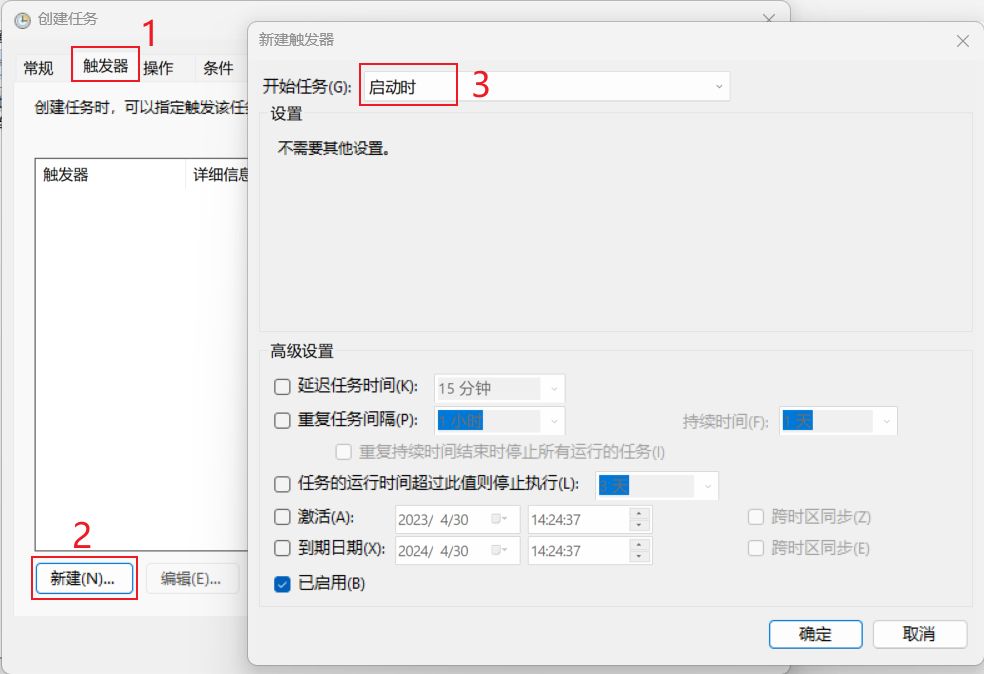 创建任务
1
常规 触发器 操作 条件
创建任务时，可以指定触发该任
触发器 详细信息
2
新建(N)... 编辑(E)...
新建触发器
开始任务(G): 启动时 3
设置
不需要其他设置。
高级设置
延迟任务时间(K): 15 分钟
重复任务间隔(P): 1 小时 持续时间(F): 1 天
重复持续时间结束时停止所有运行的任务(I)
任务的运行时间超过此值则停止执行(L): 3 天
激活(A): 2023/ 4/30 14:24:37 跨时区同步(Z)
到期日期(X): 2024/ 4/30 14:24:37 跨时区同步(E)
已启用(B)
确定 取消